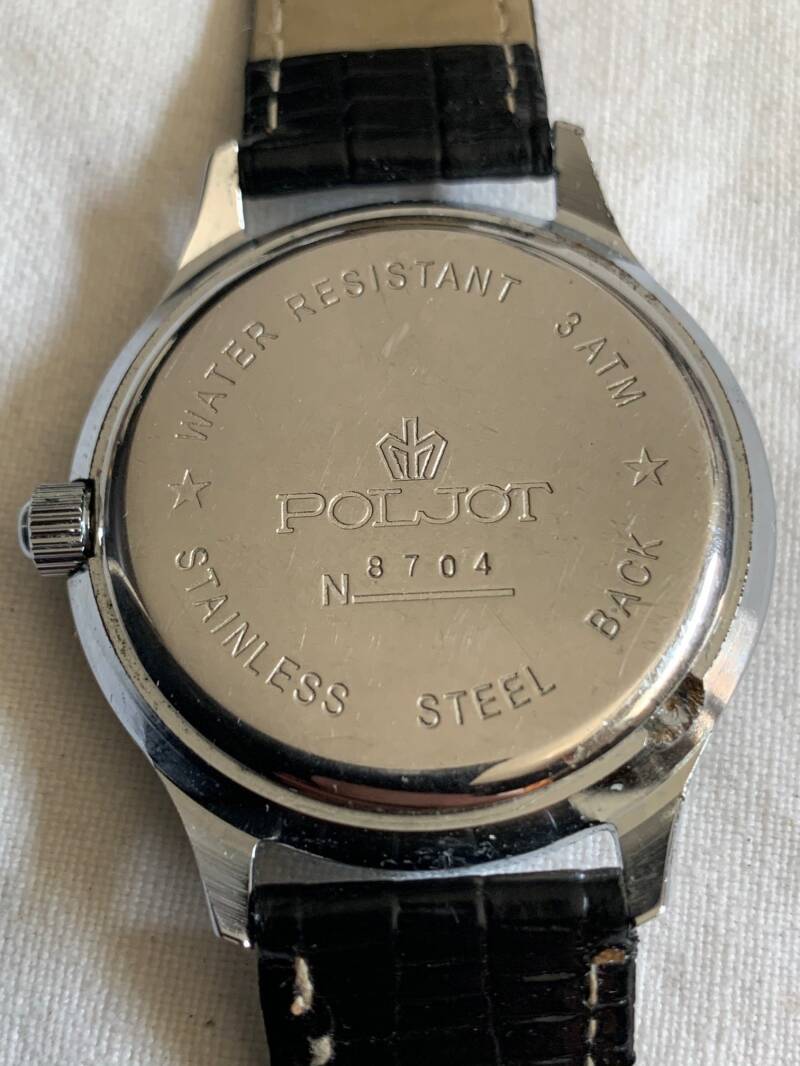 WATER RESISTANT 3 ATM
POLJOT
N 8704
STAINLESS STEEL BACK